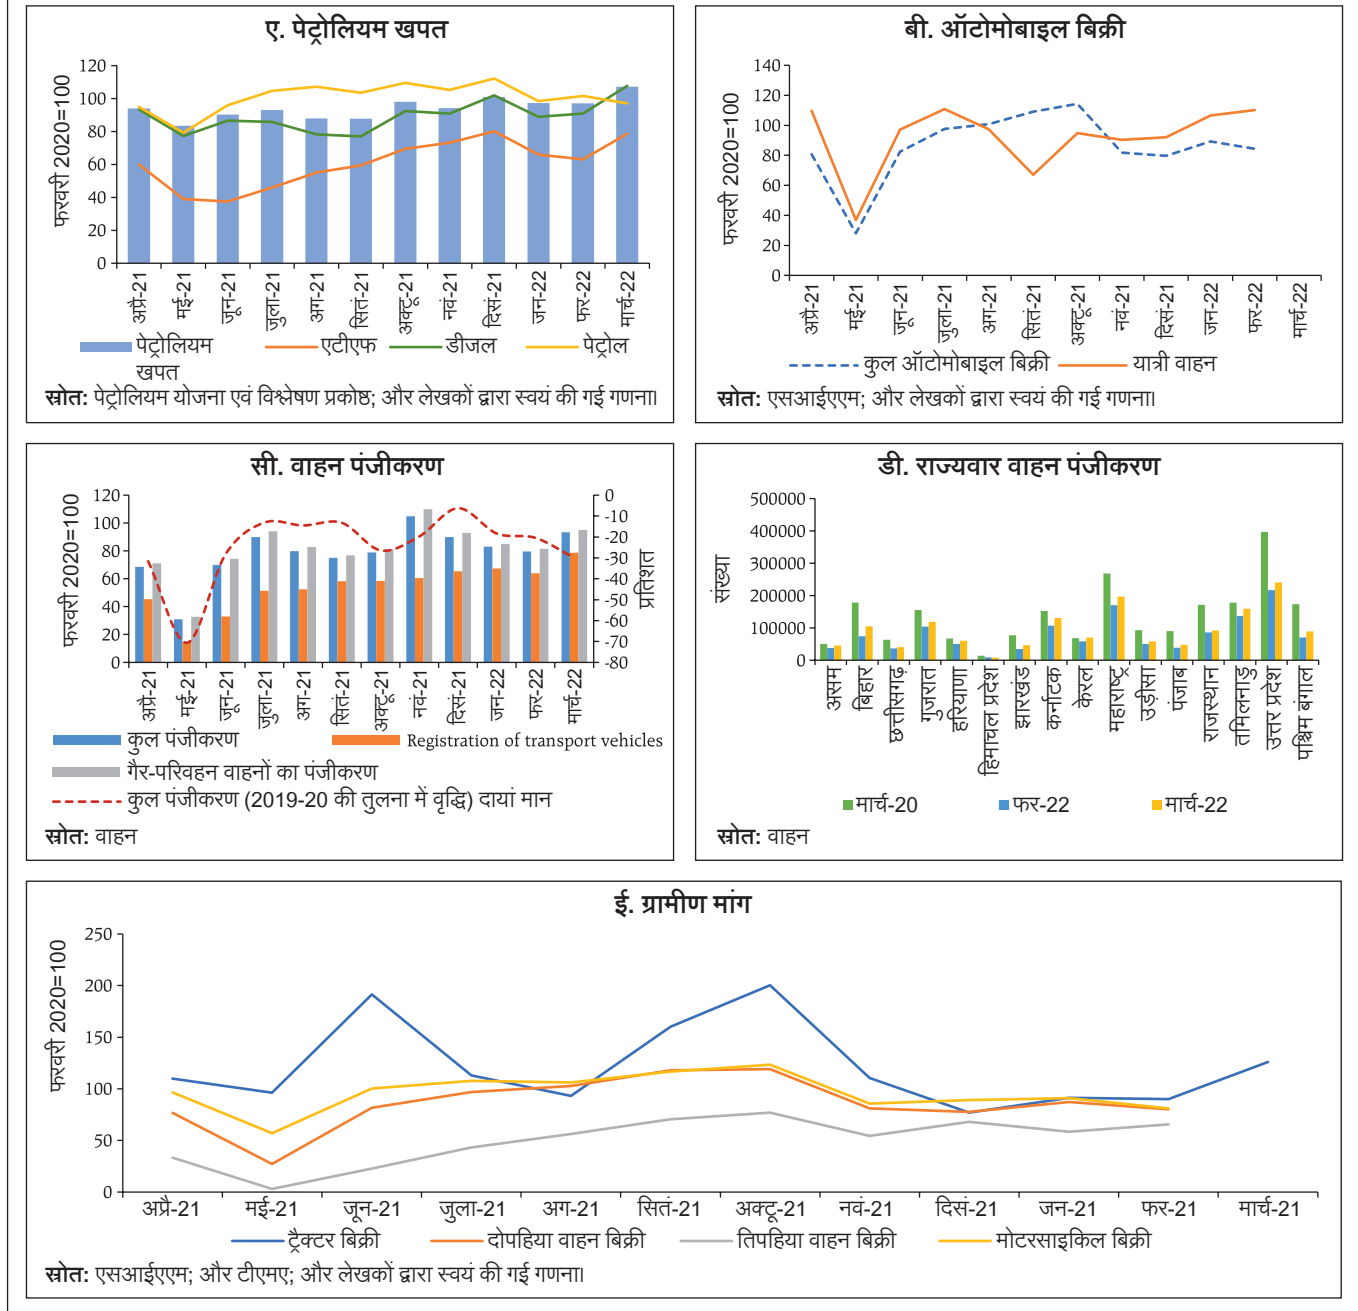 ए. पेट्रोलियम खपत
फरवरी 2020=100
120
100
80
60
40
20
0
अप्रै-21
मई-21
जून-21
जुला-21
अग-21
सितं-21
अक्टू-21
नवं-21
दिसं-21
जन-22
फर-22
मार्च-22
पेट्रोलियम खपत
एटीएफ
डीजल
पेट्रोल
स्रोत: पेट्रोलियम योजना एवं विश्लेषण प्रकोष्ठ; और लेखकों द्वारा स्वयं की गई गणना।
बी. ऑटोमोबाइल बिक्री
फरवरी 2020=100
140
120
100
80
60
40
20
0
अप्रै-21
मई-21
जून-21
जुला-21
अग-21
सितं-21
अक्टू-21
नवं-21
दिसं-21
जन-22
फर-22
मार्च-22
कुल ऑटोमोबाइल बिक्री
यात्री वाहन
स्रोत: एसआईएएम; और लेखकों द्वारा स्वयं की गई गणना।
सी. वाहन पंजीकरण
फरवरी 2020=100
120
100
80
60
40
20
0
0
-10
-20
-30
-40
-50
-60
-70
-80
प्रतिशत
अप्रै-21
मई-21
जून-21
जुला-21
अग-21
सितं-21
अक्टू-21
नवं-21
दिसं-21
जन-22
फर-22
मार्च-22
कुल पंजीकरण
Registration of transport vehicles
गैर-परिवहन वाहनों का पंजीकरण
कुल पंजीकरण (2019-20 की तुलना में वृद्धि) दायां मान
स्रोत: वाहन
डी. राज्यवार वाहन पंजीकरण
संख्या
500000
400000
300000
200000
100000
0
असम
बिहार
छत्तीसगढ़
गुजरात
हरियाणा
हिमाचल प्रदेश
झारखंड
कर्नाटक
केरल
महाराष्ट्र
उड़ीसा
पंजाब
राजस्थान
तमिलनाडु
उत्तर प्रदेश
पश्चिम बंगाल
मार्च-20
फर-22
मार्च-22
स्रोत: वाहन
ई. ग्रामीण मांग
फरवरी 2020=100
250
200
150
100
50
0
अप्रै-21
मई-21
जून-21
जुला-21
अग-21
सितं-21
अक्टू-21
नवं-21
दिसं-21
जन-21
फर-21
मार्च-21
ट्रैक्टर बिक्री
दोपहिया वाहन बिक्री
तिपहिया वाहन बिक्री
मोटरसाइकिल बिक्री
स्रोत: एसआईएएम; और टीएमए; और लेखकों द्वारा स्वयं की गई गणना।